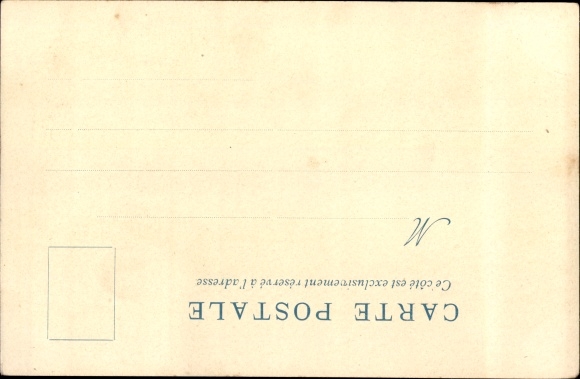 CARTE POSTALE
Ce côté est exclusivement réservé à l'adresse
M